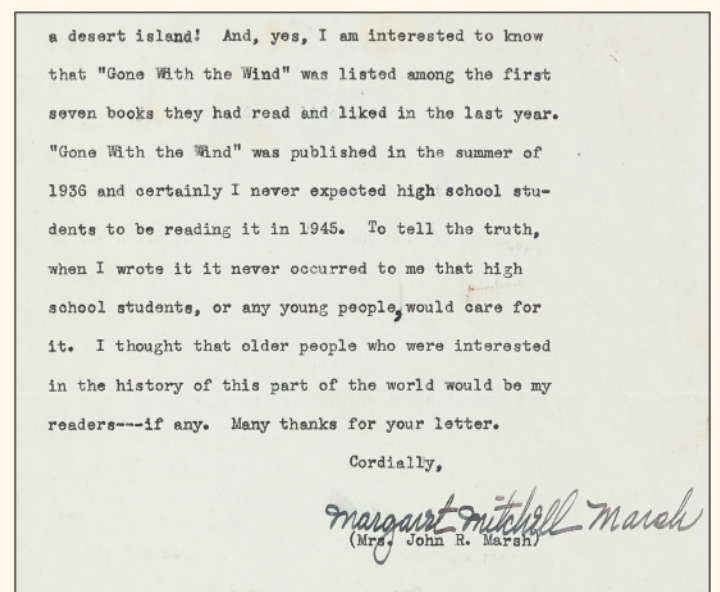 a desert island!  And, yes, I am interested to know
that "Gone With the Wind" was listed among the first
seven books they had read and liked in the last year.
"Gone With the Wind" was published in the summer of
1936 and certainly I never expected high school stu-
dents to be reading it in 1945.  To tell the truth,
when I wrote it it never occurred to me that high
school students, or any young people, would care for
it.  I thought that older people who were interested
in the history of this part of the world would be my
readers---if any.  Many thanks for your letter.
Cordially,
Margaret Mitchell Marsh
(Mrs. John R. Marsh)